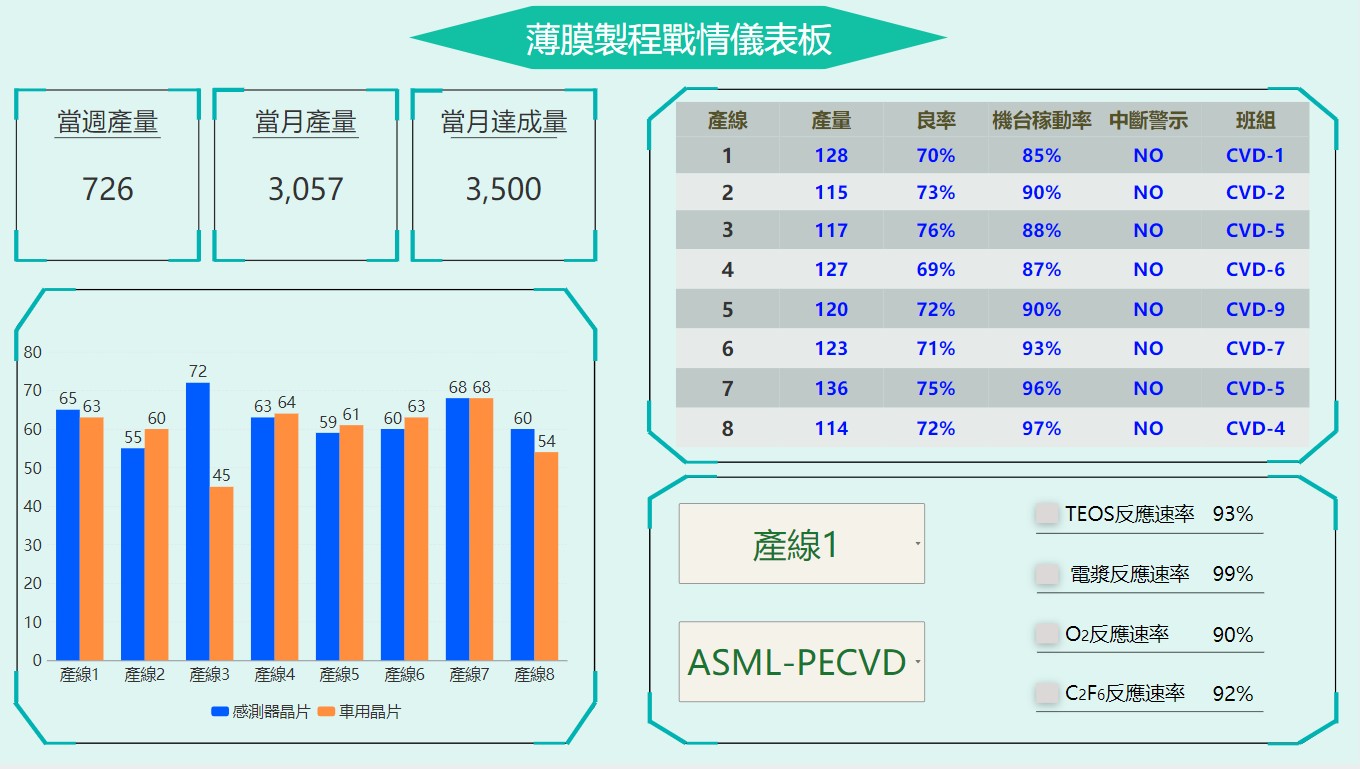 薄膜製程戰情儀表板
當週產量
726
當月產量
3,057
當月達成量
3,500
產線 產量 良率 機台稼動率 中斷警示 班組
1 128 70% 85% NO CVD-1
2 115 73% 90% NO CVD-2
3 117 76% 88% NO CVD-5
4 127 69% 87% NO CVD-6
5 120 72% 90% NO CVD-9
6 123 71% 93% NO CVD-7
7 136 75% 96% NO CVD-5
8 114 72% 97% NO CVD-4
80
70
60
50
40
30
20
10
0
65 63 55 60 72 45 63 64 59 61 60 63 68 68 60 54
產線1 產線2 產線3 產線4 產線5 產線6 產線7 產線8
感測器晶片 車用晶片
產線1
ASML-PECVD
TEOS反應速率 93%
電漿反應速率 99%
O2反應速率 90%
C2F6反應速率 92%